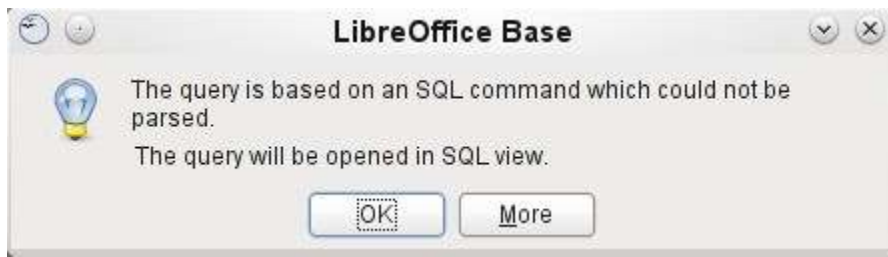 LibreOffice Base
The query is based on an SQL command which could not be
parsed.
The query will be opened in SQL view.
OK
More